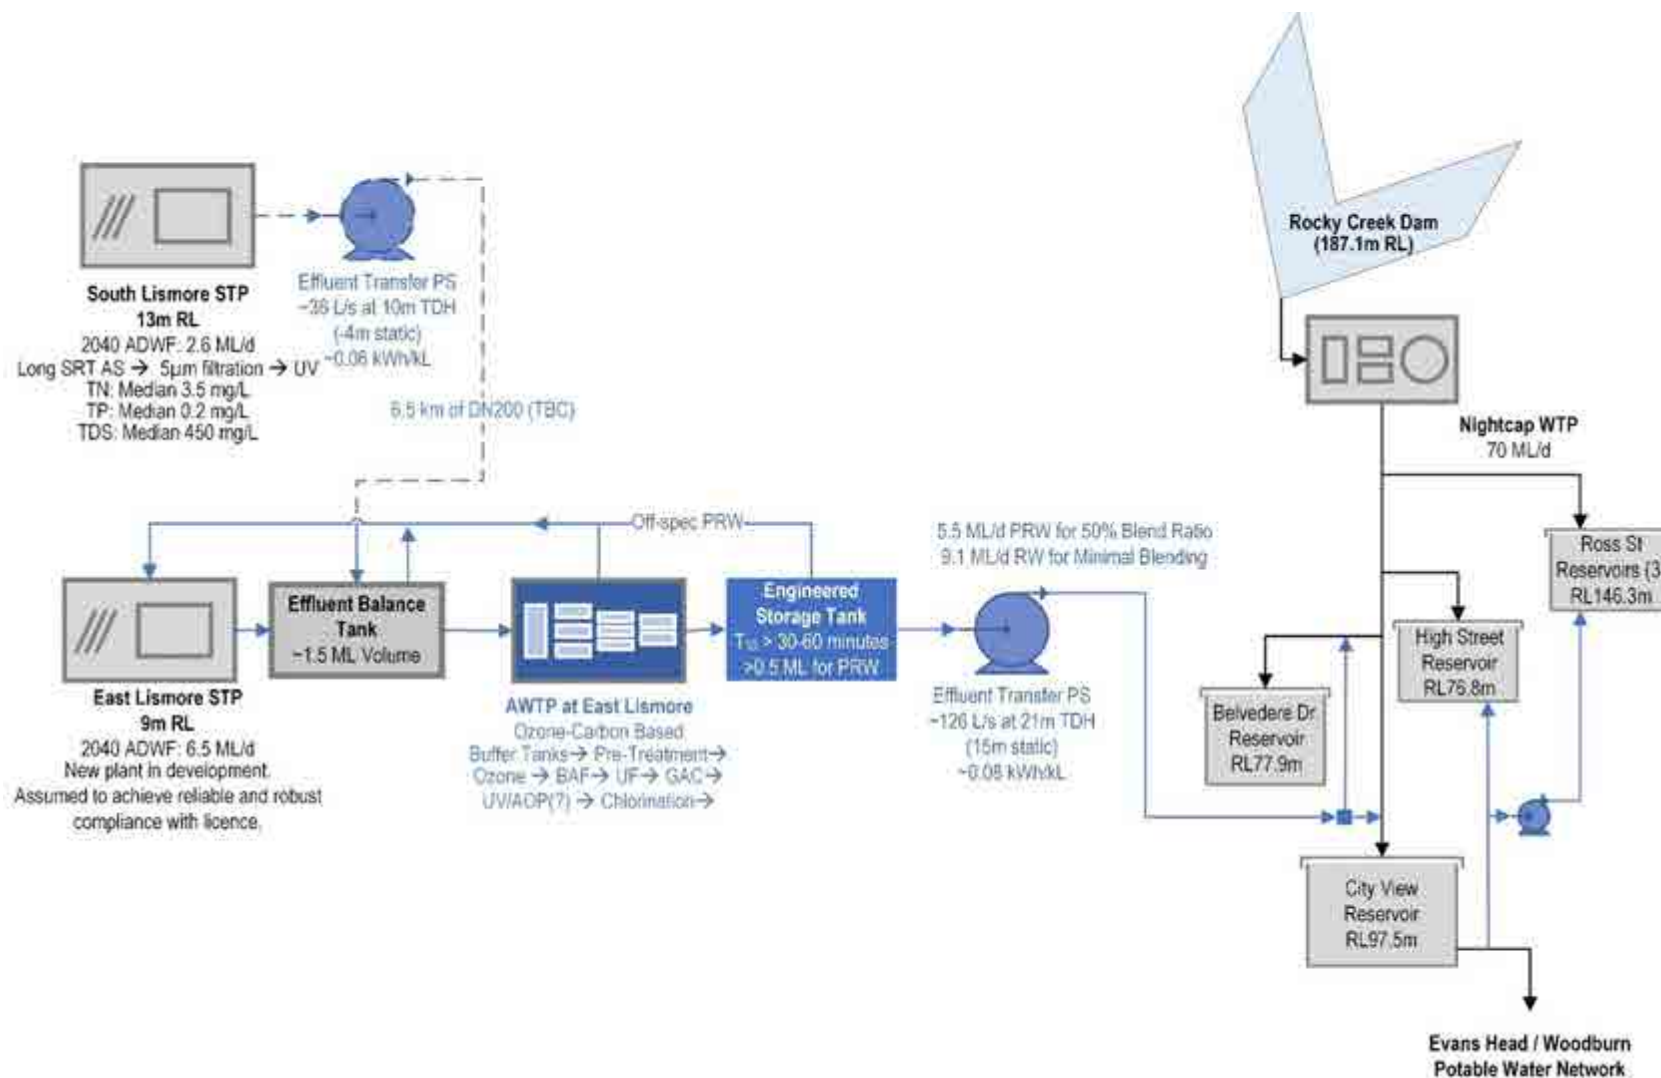 Rocky Creek Dam
(187.1m RL)
South Lismore STP
13m RL
2040 ADWF: 2.6 ML/d
Long SRT AS → 5µm filtration → UV
TN: Median 3.5 mg/L
TP: Median 0.2 mg/L
TDS: Median 450 mg/L
Effluent Transfer PS
~36 L/s at 10m TDH
(-4m static)
~0.06 kWh/kL
6.5 km of DN200 (TBC)
Nightcap WTP
70 ML/d
Off-spec PRW
5.5 ML/d PRW for 50% Blend Ratio
9.1 ML/d RW for Minimal Blending
Ross St
Reservoirs (3
RL146.3m
East Lismore STP
9m RL
2040 ADWF: 6.5 ML/d
New plant in development.
Assumed to achieve reliable and robust
compliance with licence.
Effluent Balance
Tank
~1.5 ML Volume
AWTP at East Lismore
Ozone-Carbon Based
Buffer Tanks→ Pre-Treatment→
Ozone → BAF→ UF→ GAC→
UV/AOP(?) → Chlorination→
Engineered
Storage Tank
> 30-60 minutes
>0.5 ML for PRW
Effluent Transfer PS
~126 L/s at 21m TDH
(15m static)
~0.08 kWh/kL
High Street
Reservoir
RL76.8m
Belvedere Dr
Reservoir
RL77.9m
City View
Reservoir
RL97.5m
Evans Head / Woodburn
Potable Water Network